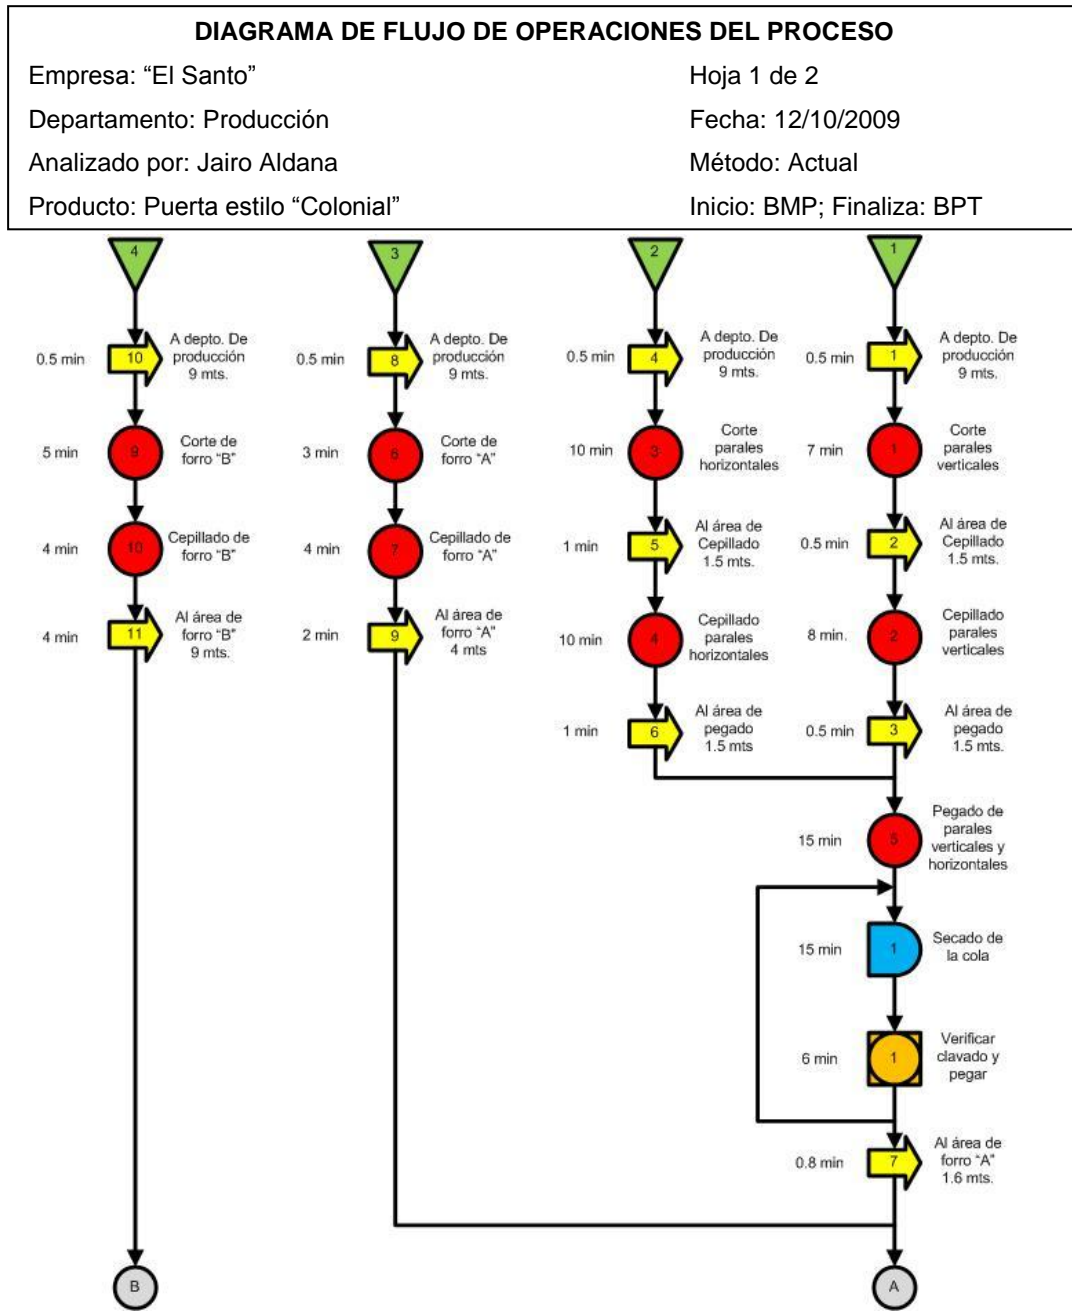 DIAGRAMA DE FLUJO DE OPERACIONES DEL PROCESO
Empresa: “El Santo”
Hoja 1 de 2
Departamento: Producción
Fecha: 12/10/2009
Analizado por: Jairo Aldana
Método: Actual
Producto: Puerta estilo “Colonial”
Inicio: BMP; Finaliza: BPT
4
0.5 min
10
A depto. De
producción
9 mts.
5 min
9
Corte de
forro “B”
4 min
10
Cepillado de
forro “B”
4 min
11
Al área de
forro “B”
9 mts.
B
3
0.5 min
8
A depto. De
producción
9 mts.
3 min
6
Corte de
forro “A”
4 min
7
Cepillado de
forro “A”
2 min
9
Al área de
forro “A”
4 mts
2
0.5 min
4
A depto. De
producción
9 mts.
10 min
3
Corte
parales
horizontales
1 min
5
Al área de
Cepillado
1.5 mts.
10 min
4
Cepillado
parales
horizontales
1 min
6
Al área de
pegado
1.5 mts
1
0.5 min
1
A depto. De
producción
9 mts.
7 min
1
Corte
parales
verticales
0.5 min
2
Al área de
Cepillado
1.5 mts.
8 min.
2
Cepillado
parales
verticales
0.5 min
3
Al área de
pegado
1.5 mts.
15 min
5
Pegado de
parales
verticales y
horizontales
15 min
1
Secado de
la cola
6 min
1
Verificar
clavado y
pegar
0.8 min
7
Al área de
forro “A”
1.6 mts.
A